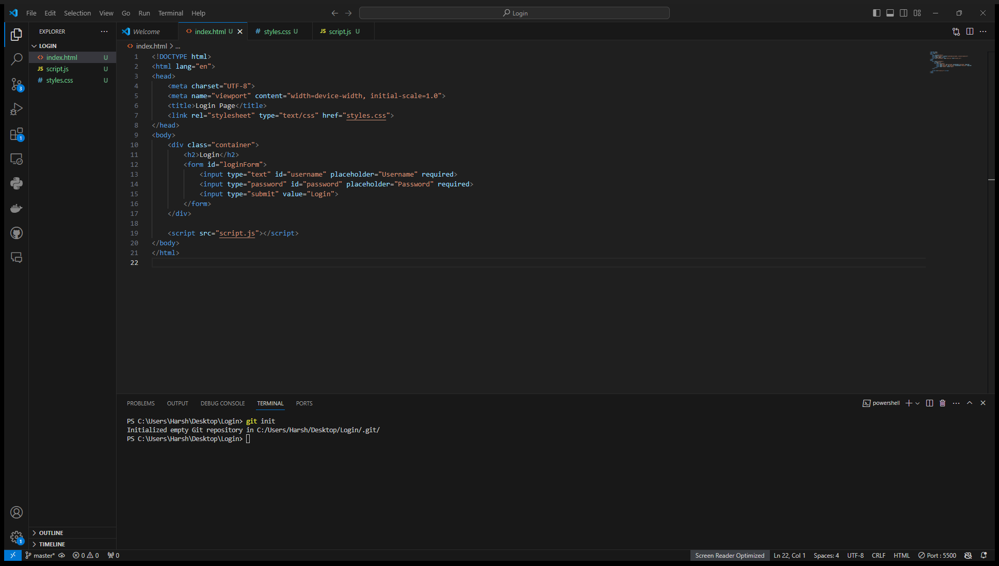 File Edit Selection View Go Run Terminal Help
Login
EXPLORER
LOGIN
index.html U
script.js U
styles.css U
3
1
Welcome
index.html U
styles.css U
JS script.js U
index.html > ...
1 <!DOCTYPE html>
2 <html lang="en">
3 <head>
4 <meta charset="UTF-8">
5 <meta name="viewport" content="width=device-width, initial-scale=1.0">
6 <title>Login Page</title>
7 <link rel="stylesheet" type="text/css" href="styles.css">
8 </head>
9 <body>
10 <div class="container">
11 <h2>Login</h2>
12 <form id="loginForm">
13 <input type="text" id="username" placeholder="Username" required>
14 <input type="password" id="password" placeholder="Password" required>
15 <input type="submit" value="Login">
16 </form>
17 </div>
18
19 <script src="script.js"></script>
20 </body>
21 </html>
22
PROBLEMS OUTPUT DEBUG CONSOLE TERMINAL PORTS
powershell
PS C:\Users\Harsh\Desktop\Login> git init
Initialized empty Git repository in C:/Users/Harsh/Desktop/Login/.git/
PS C:\Users\Harsh\Desktop\Login>
OUTLINE
TIMELINE
1
master* 0 0 0
Screen Reader Optimized Ln 22, Col 1 Spaces: 4 UTF-8 CRLF HTML Port : 5500